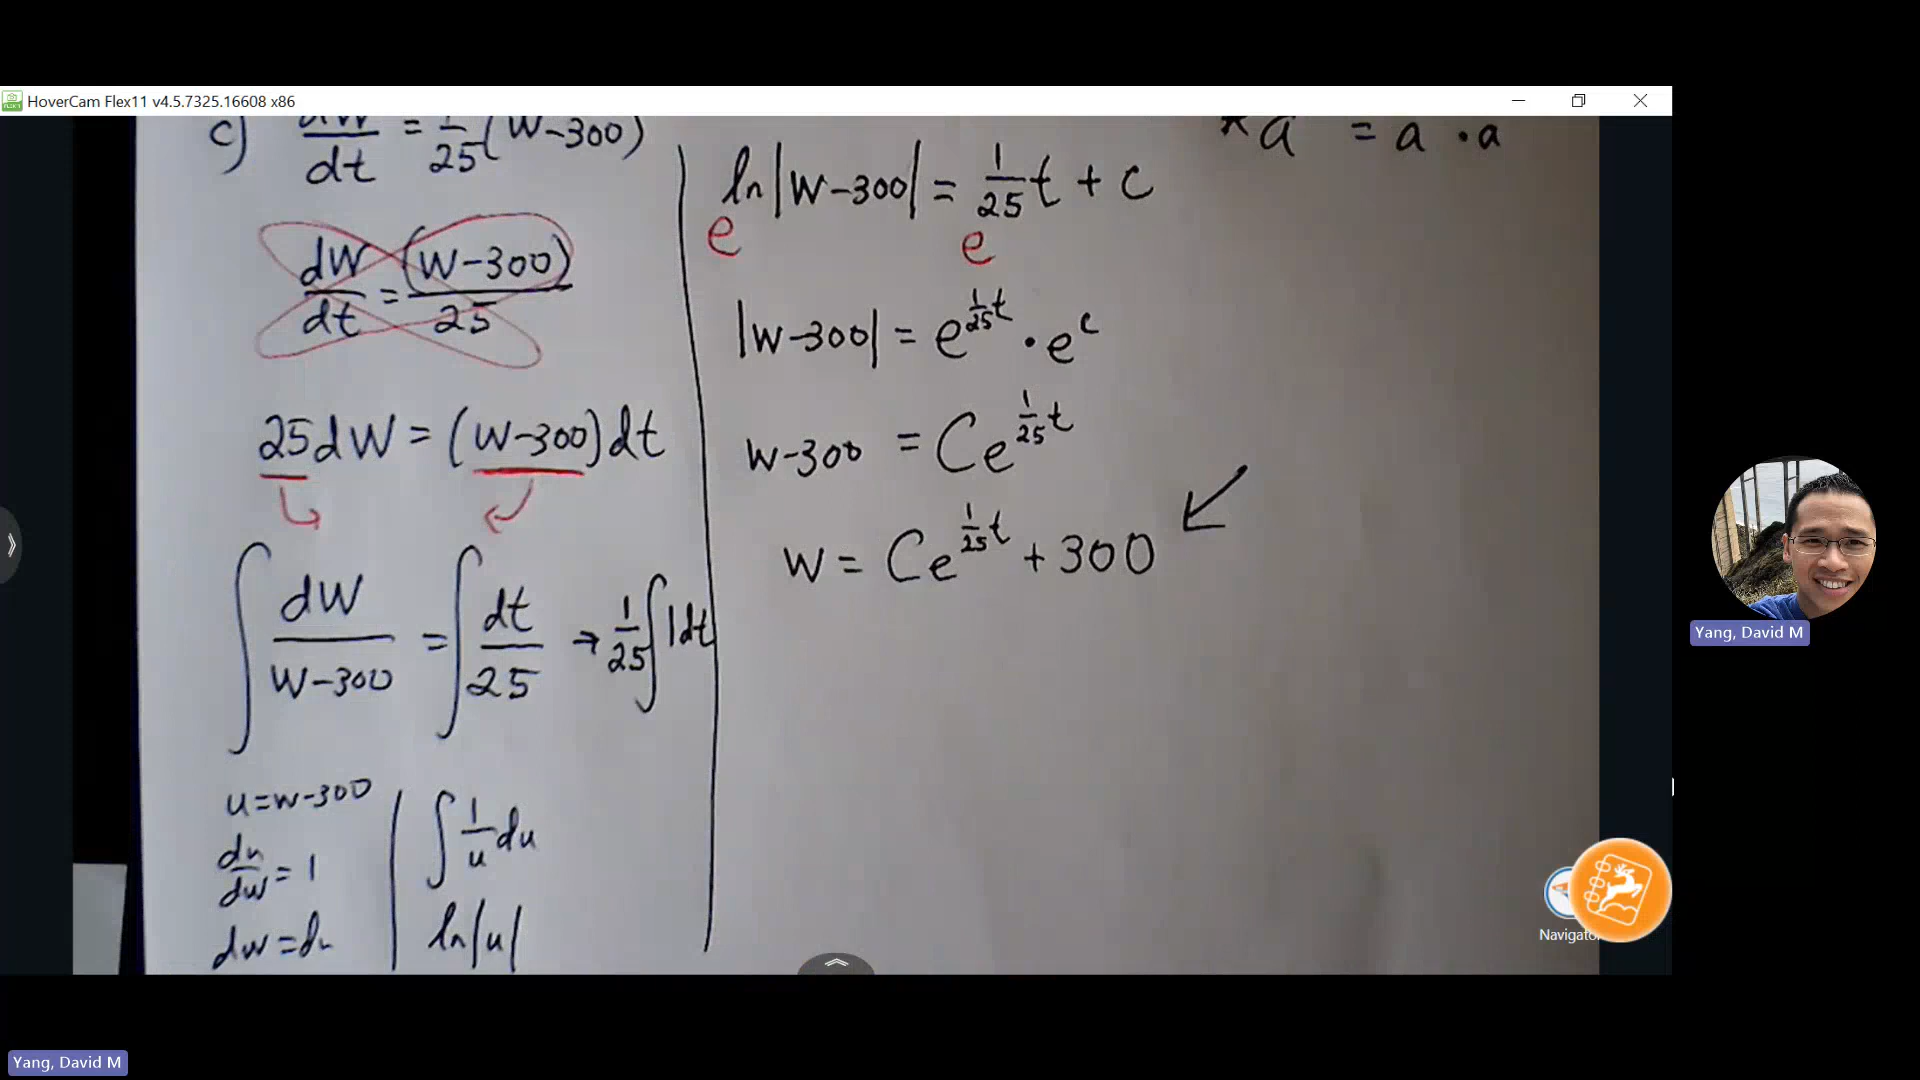 HoverCam Flex11 v4.5.7325.16608 x86
c) dW/dt = 1/25 (W-300)
dW/dt = (W-300)/25
25 dW = (W-300) dt
∫ dW/(W-300) = ∫ dt/25 → 1/25 ∫ 1dt
u = w-300
du/dw = 1
dw = du
∫ 1/u du
ln|u|
ln|W-300| = 1/25 t + C
e e
|W-300| = e^(1/25 t) · e^c
W-300 = Ce^(1/25 t)
W = Ce^(1/25 t) + 300
* a = a · a
Yang, David M
Navigator
Yang, David M